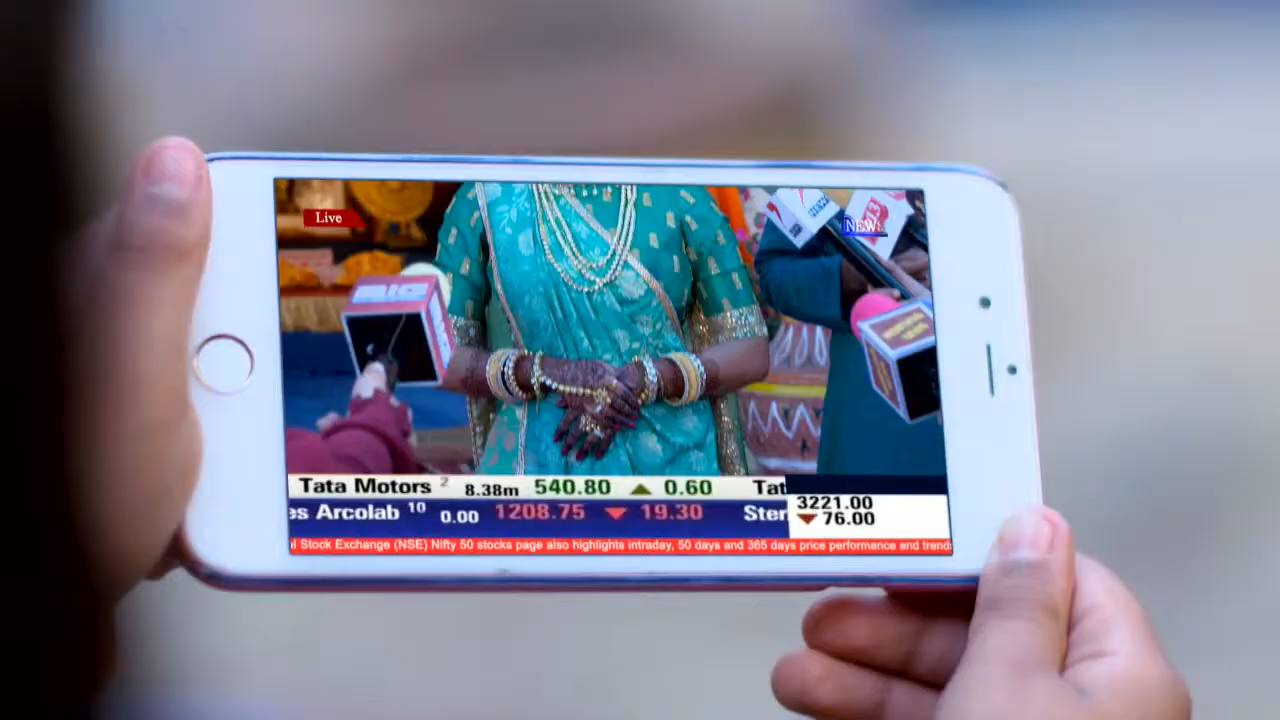 Live
NEWS
BIG
Tata Motors 2 8.38m 540.80 ▲ 0.60 Tat
es Arcolab 10 0.00 1208.75 ▼ 19.30 Ster
3221.00
▼ 76.00
l Stock Exchange (NSE) Nifty 50 stocks page also highlights intraday, 50 days and 365 days price performance and trends